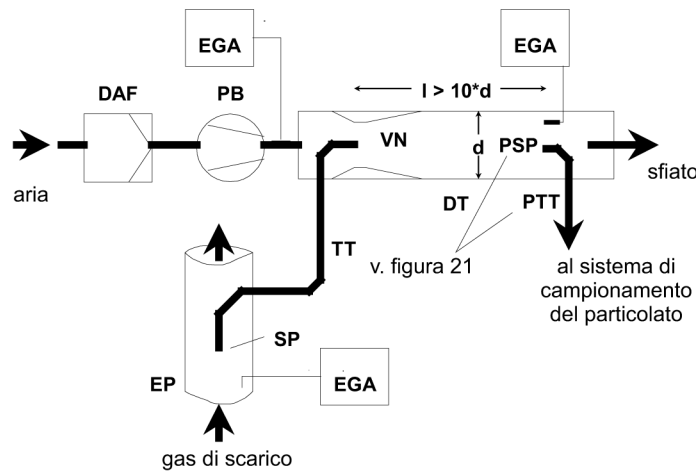 EGA
EGA
DAF
PB
l > 10*d
VN
d
PSP
aria
sfiato
DT
PTT
TT
v. figura 21
al sistema di
campionamento
del particolato
SP
EP
EGA
gas di scarico